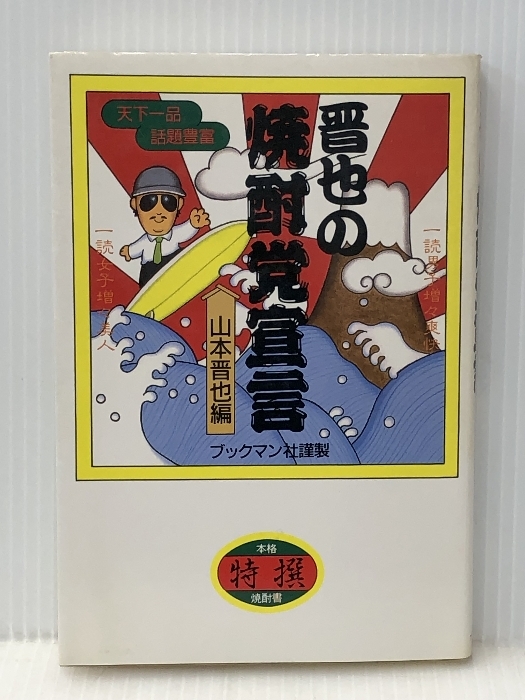 天下一品
話題豊富
晋也の
焼酎党宣言
一読男子増々爽快
一読女子増々美人
山本晋也編
ブックマン社謹製
本格
特撰
焼酎書